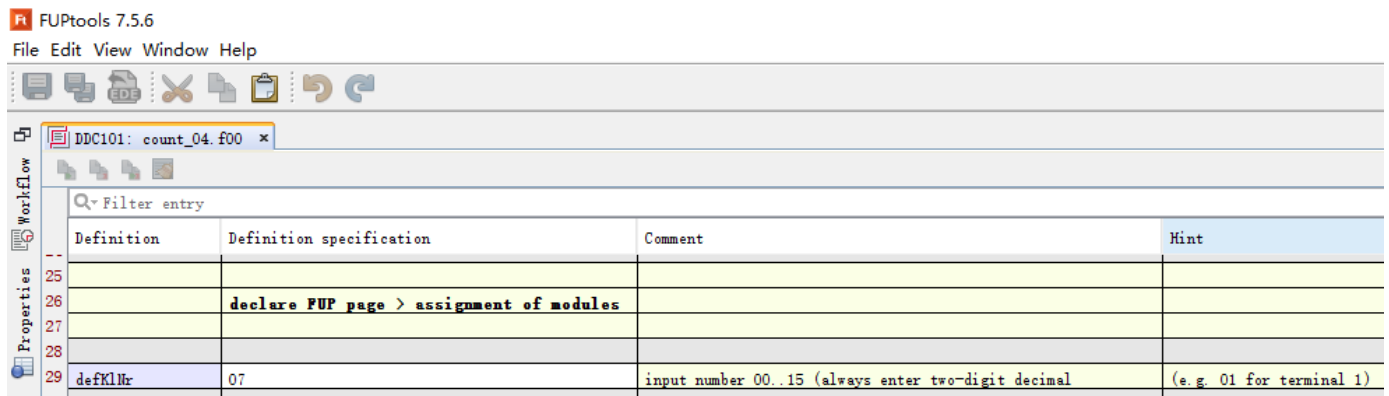 Ft FUPtools 7.5.6
File Edit View Window Help
EDE
DDC101: count_04.f00 ×
Workflow
Properties
Filter entry
Definition Definition specification Comment Hint
25
26 declare FUP page > assignment of modules
27
28
29 defKlNr 07 input number 00..15 (always enter two-digit decimal (e.g. 01 for terminal 1)